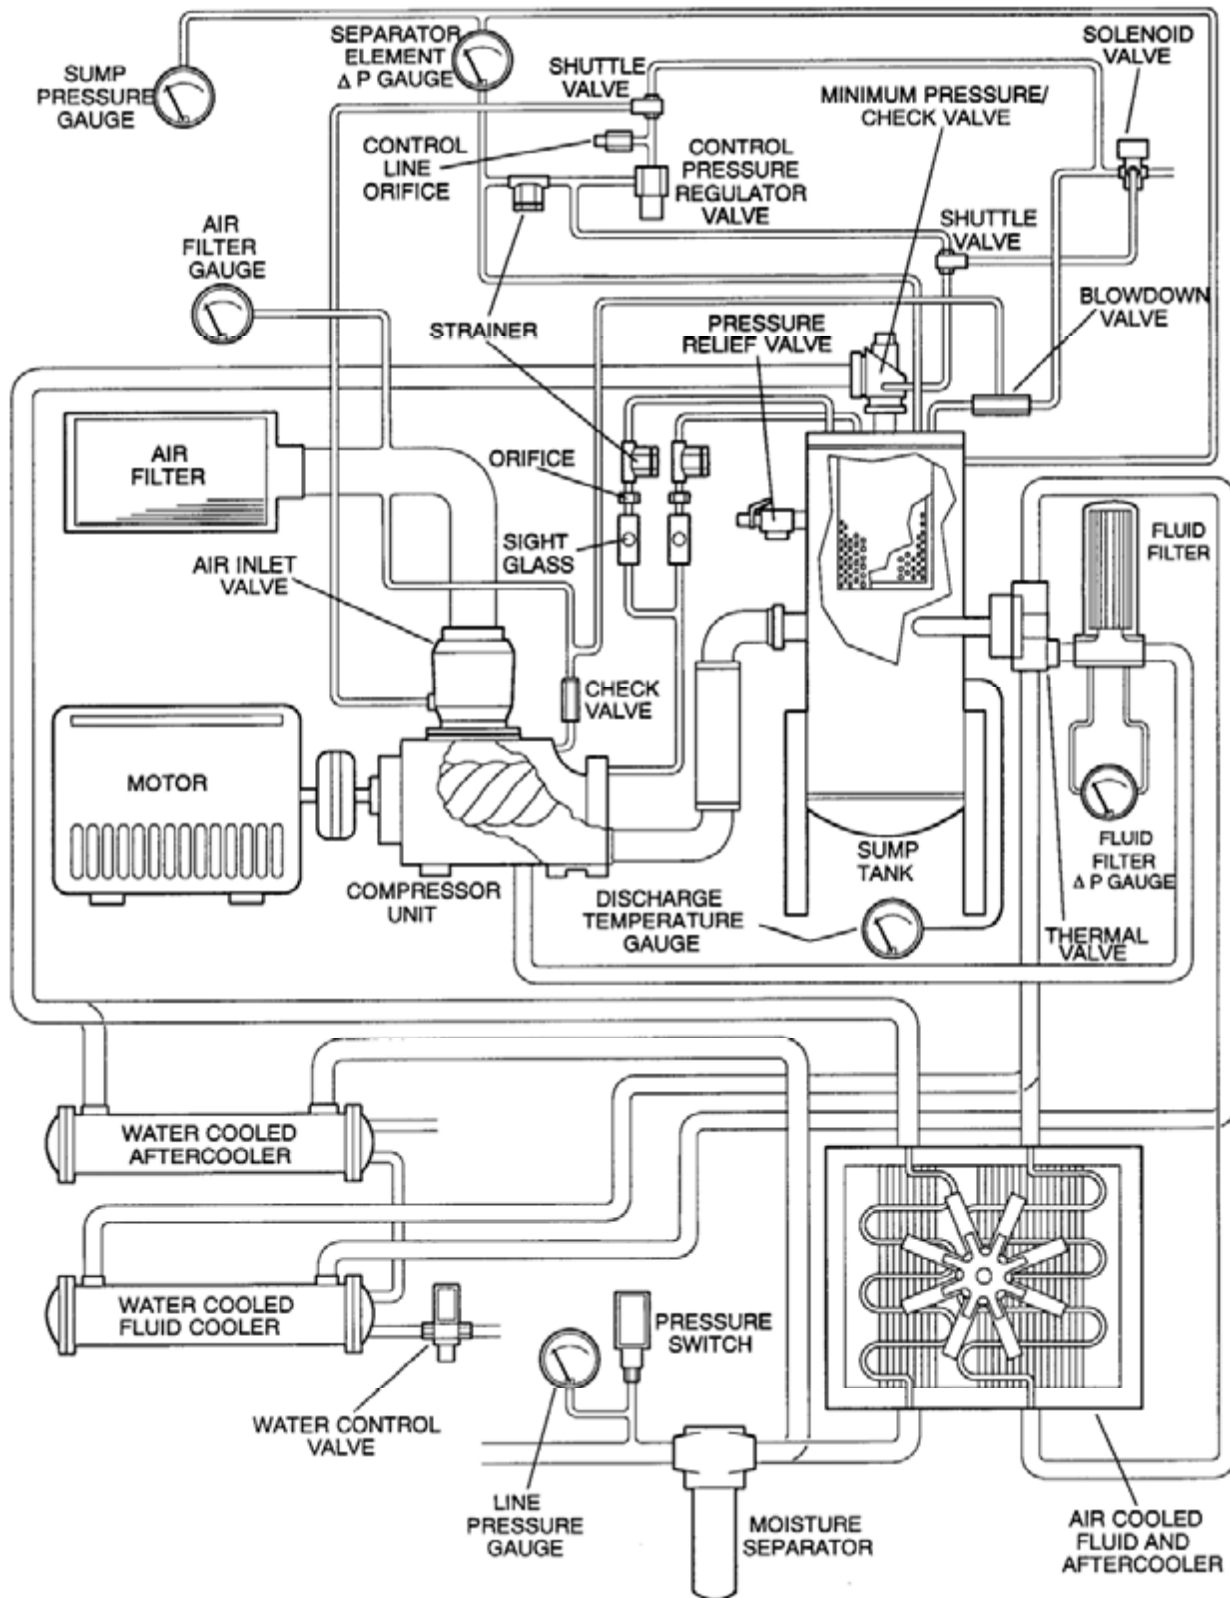 SEPARATOR
ELEMENT
Δ P GAUGE
SUMP
PRESSURE
GAUGE
SHUTTLE
VALVE
SOLENOID
VALVE
MINIMUM PRESSURE/
CHECK VALVE
CONTROL
LINE
ORIFICE
CONTROL
PRESSURE
REGULATOR
VALVE
AIR
FILTER
GAUGE
SHUTTLE
VALVE
BLOWDOWN
VALVE
STRAINER
PRESSURE
RELIEF VALVE
AIR
FILTER
ORIFICE
SIGHT
GLASS
FLUID
FILTER
AIR INLET
VALVE
CHECK
VALVE
MOTOR
COMPRESSOR
UNIT
SUMP
TANK
FLUID
FILTER
Δ P GAUGE
DISCHARGE
TEMPERATURE
GAUGE
THERMAL
VALVE
WATER COOLED
AFTERCOOLER
WATER COOLED
FLUID COOLER
PRESSURE
SWITCH
WATER CONTROL
VALVE
LINE
PRESSURE
GAUGE
MOISTURE
SEPARATOR
AIR COOLED
FLUID AND
AFTERCOOLER